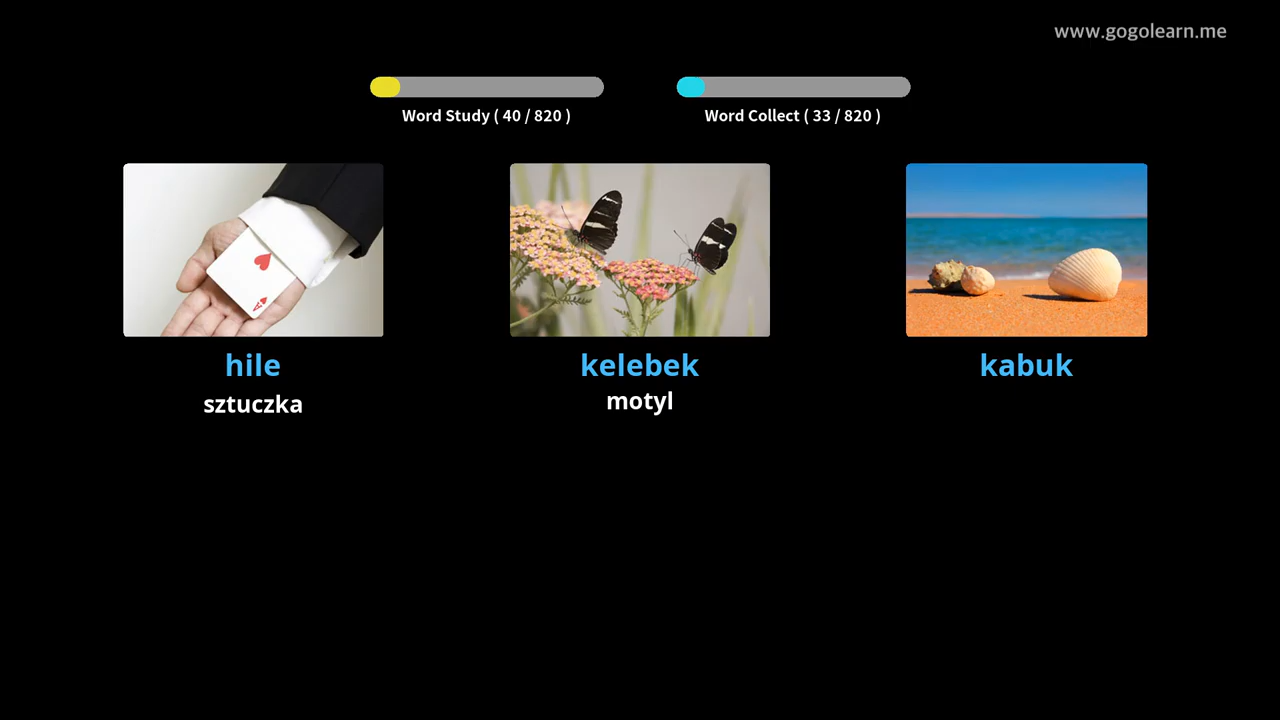 www.gogolearn.me
Word Study ( 40 / 820 )
Word Collect ( 33 / 820 )
hile
kelebek
kabuk
sztuczka
motyl